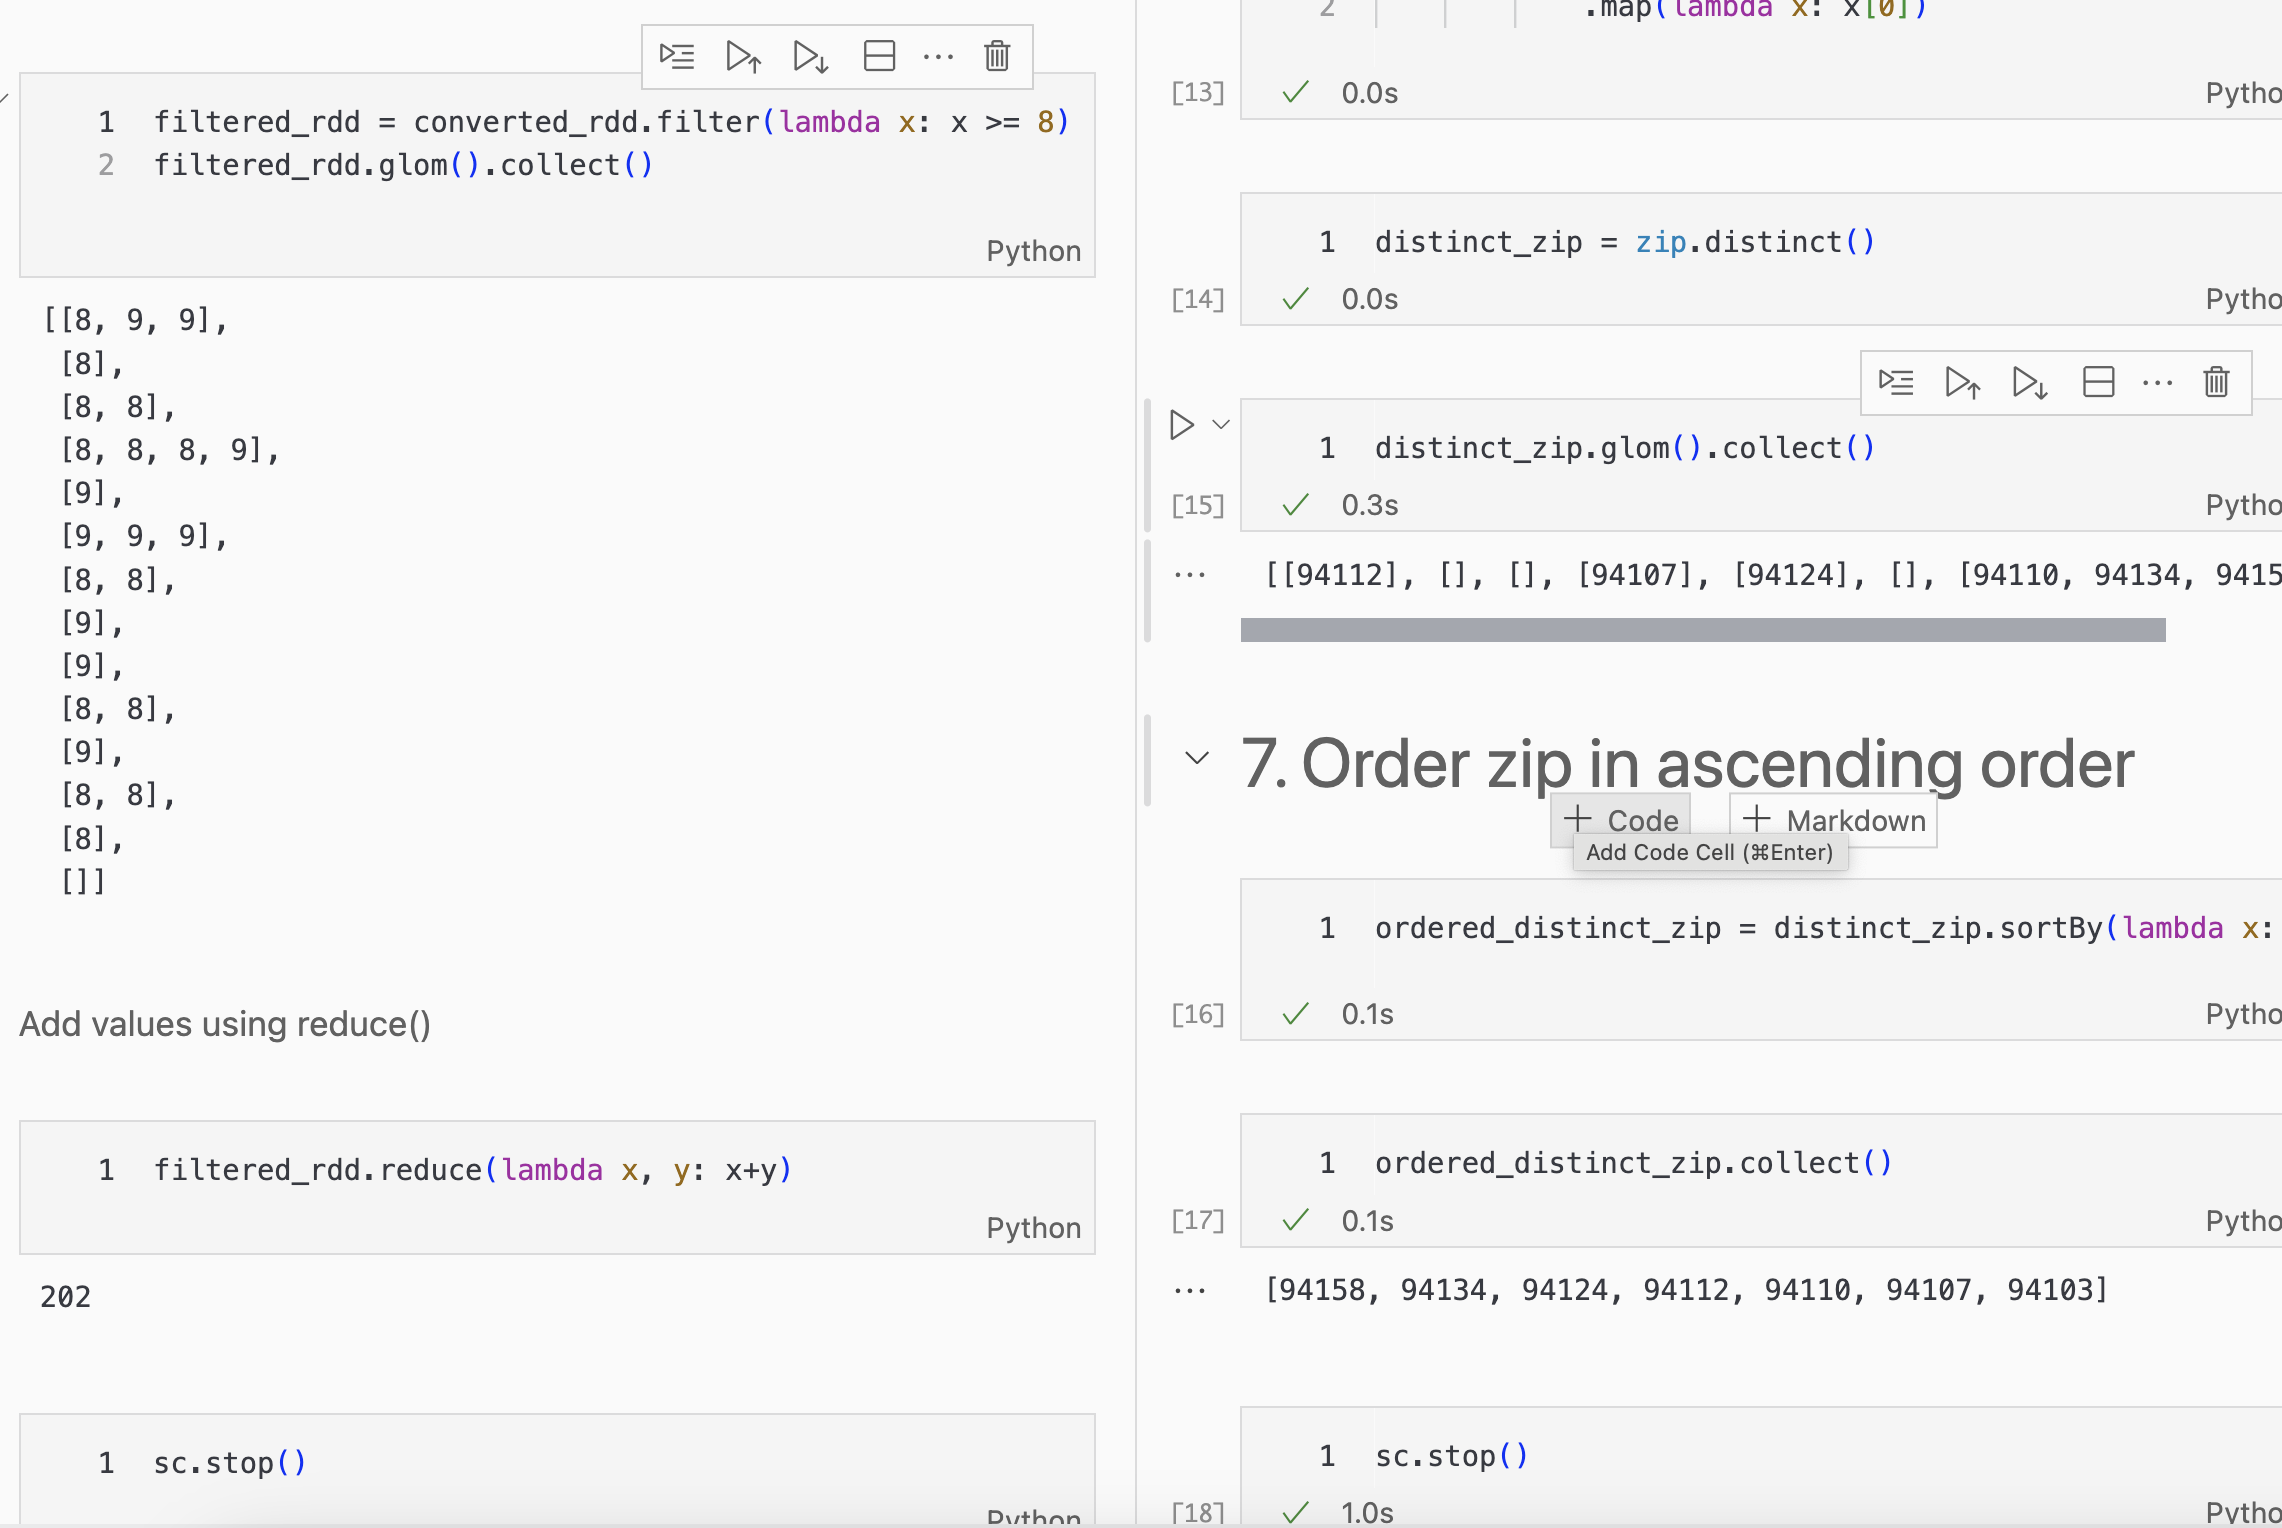 1 filtered_rdd = converted_rdd.filter(lambda x: x >= 8)
2 filtered_rdd.glom().collect()
Python
[[8, 9, 9],
[8],
[8, 8],
[8, 8, 8, 9],
[9],
[9, 9, 9],
[8, 8],
[9],
[9],
[8, 8],
[9],
[8, 8],
[8],
[]]
Add values using reduce()
1 filtered_rdd.reduce(lambda x, y: x+y)
Python
202
1 sc.stop()
Python
2 .map(lambda x: x[0])
[13] 0.0s Pytho
1 distinct_zip = zip.distinct()
[14] 0.0s Pytho
1 distinct_zip.glom().collect()
[15] 0.3s Pytho
... [[94112], [], [], [94107], [94124], [], [94110, 94134, 9415
7. Order zip in ascending order
+ Code + Markdown
Add Code Cell (⌘Enter)
1 ordered_distinct_zip = distinct_zip.sortBy(lambda x:
[16] 0.1s Pytho
1 ordered_distinct_zip.collect()
[17] 0.1s Pytho
... [94158, 94134, 94124, 94112, 94110, 94107, 94103]
1 sc.stop()
[18] 1.0s Pytho